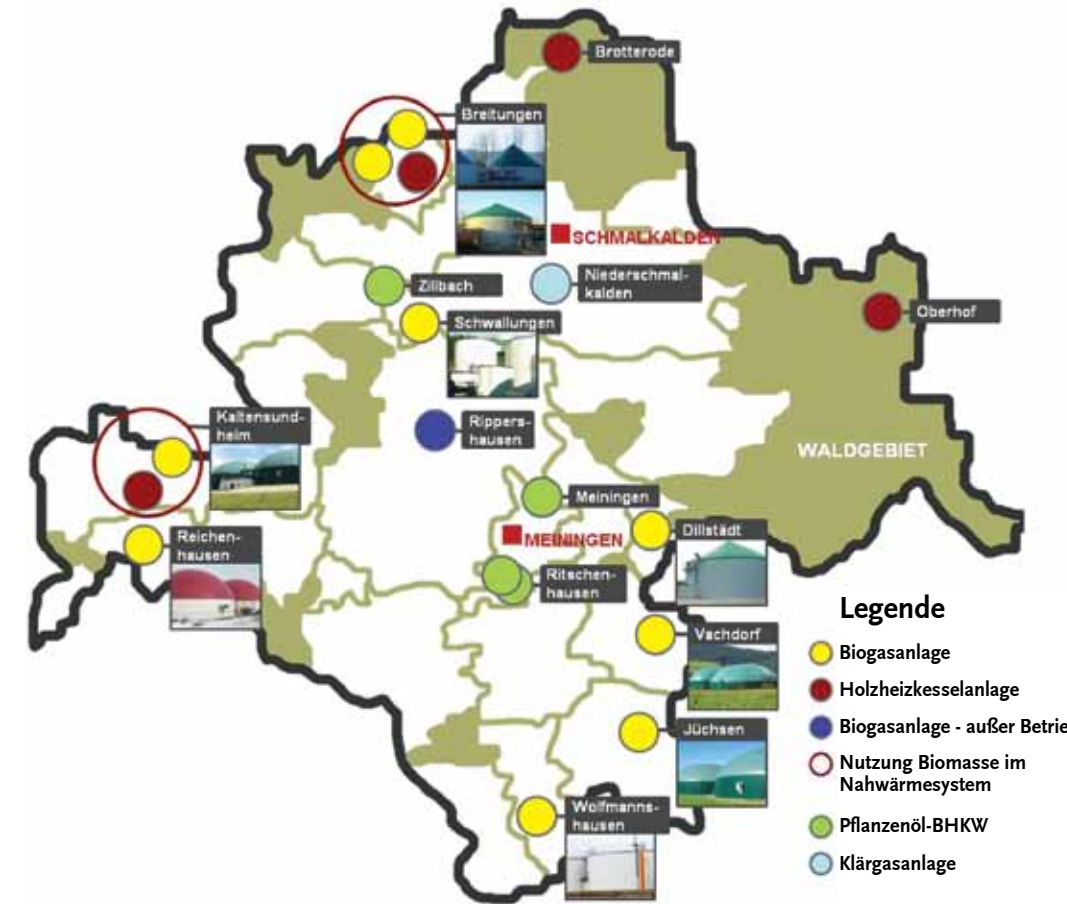 Brotterode
Breitungen
SCHMALKALDEN
Zillbach
Niederschmal-
kalden
Oberhof
Schwallungen
Kaltensund-
heim
Rippers-
hausen
WALDGEBIET
Meiningen
MEININGEN
Dillstädt
Reichen-
hausen
Ritschen-
hausen
Vachdorf
Jüchsen
Wolfmanns-
hausen
Legende
Biogasanlage
Holzheizkesselanlage
Biogasanlage - außer Betrie
Nutzung Biomasse im
Nahwärmesystem
Pflanzenöl-BHKW
Klärgasanlage